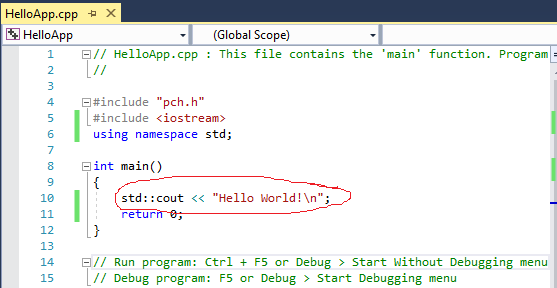 HelloApp.cpp
HelloApp (Global Scope)
1 // HelloApp.cpp : This file contains the 'main' function. Program
2 //
3
4 #include "pch.h"
5 #include <iostream>
6 using namespace std;
7
8 int main()
9 {
10 std::cout << "Hello World!\n";
11 return 0;
12 }
13
14 // Run program: Ctrl + F5 or Debug > Start Without Debugging menu
15 // Debug program: F5 or Debug > Start Debugging menu